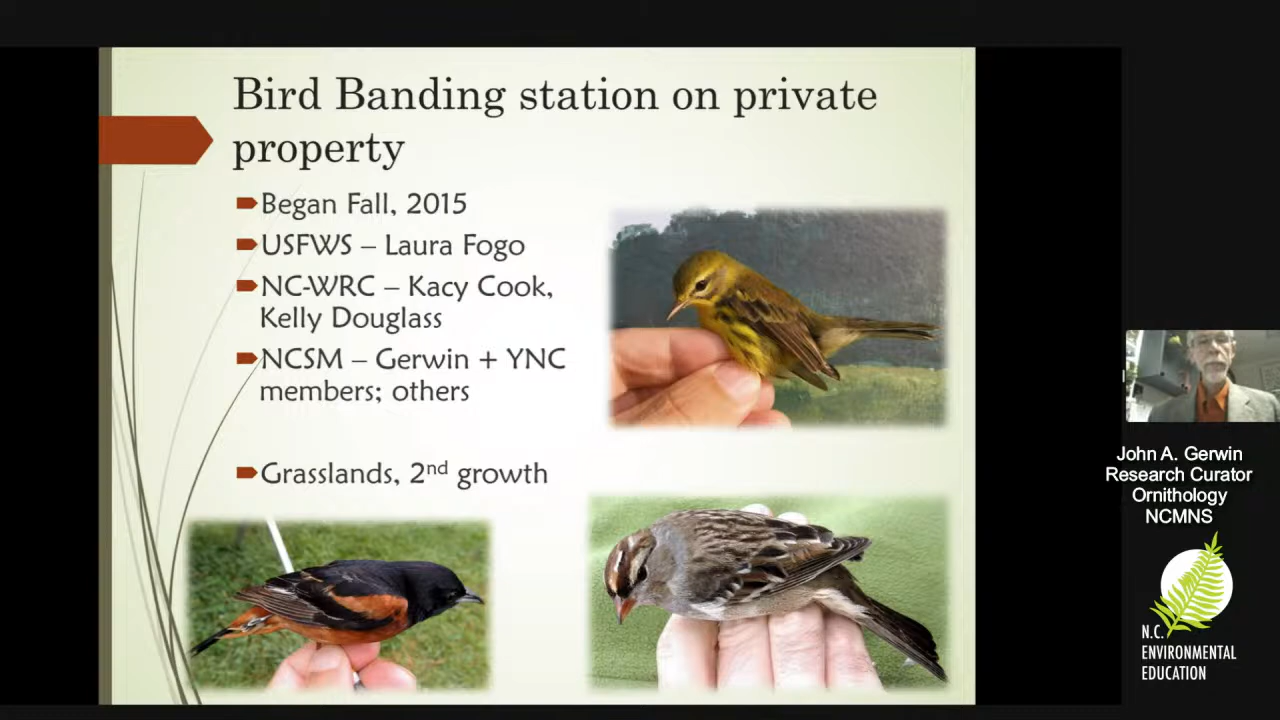 Bird Banding station on private
property
Began Fall, 2015
USFWS – Laura Fogo
NC-WRC – Kacy Cook,
Kelly Douglass
NCSM – Gerwin + YNC
members; others
Grasslands, 2nd growth
John A. Gerwin
Research Curator
Ornithology
NCMNS
N.C.
ENVIRONMENTAL
EDUCATION